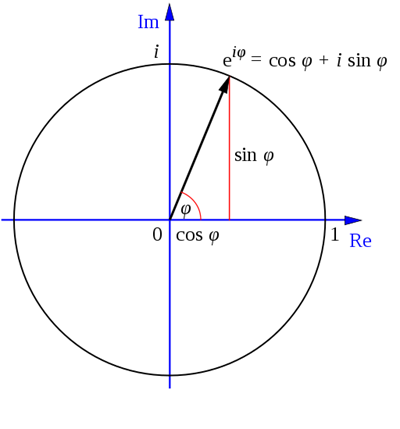 Im
i
e^{iφ} = cos φ + i sin φ
sin φ
φ
0
cos φ
1
Re